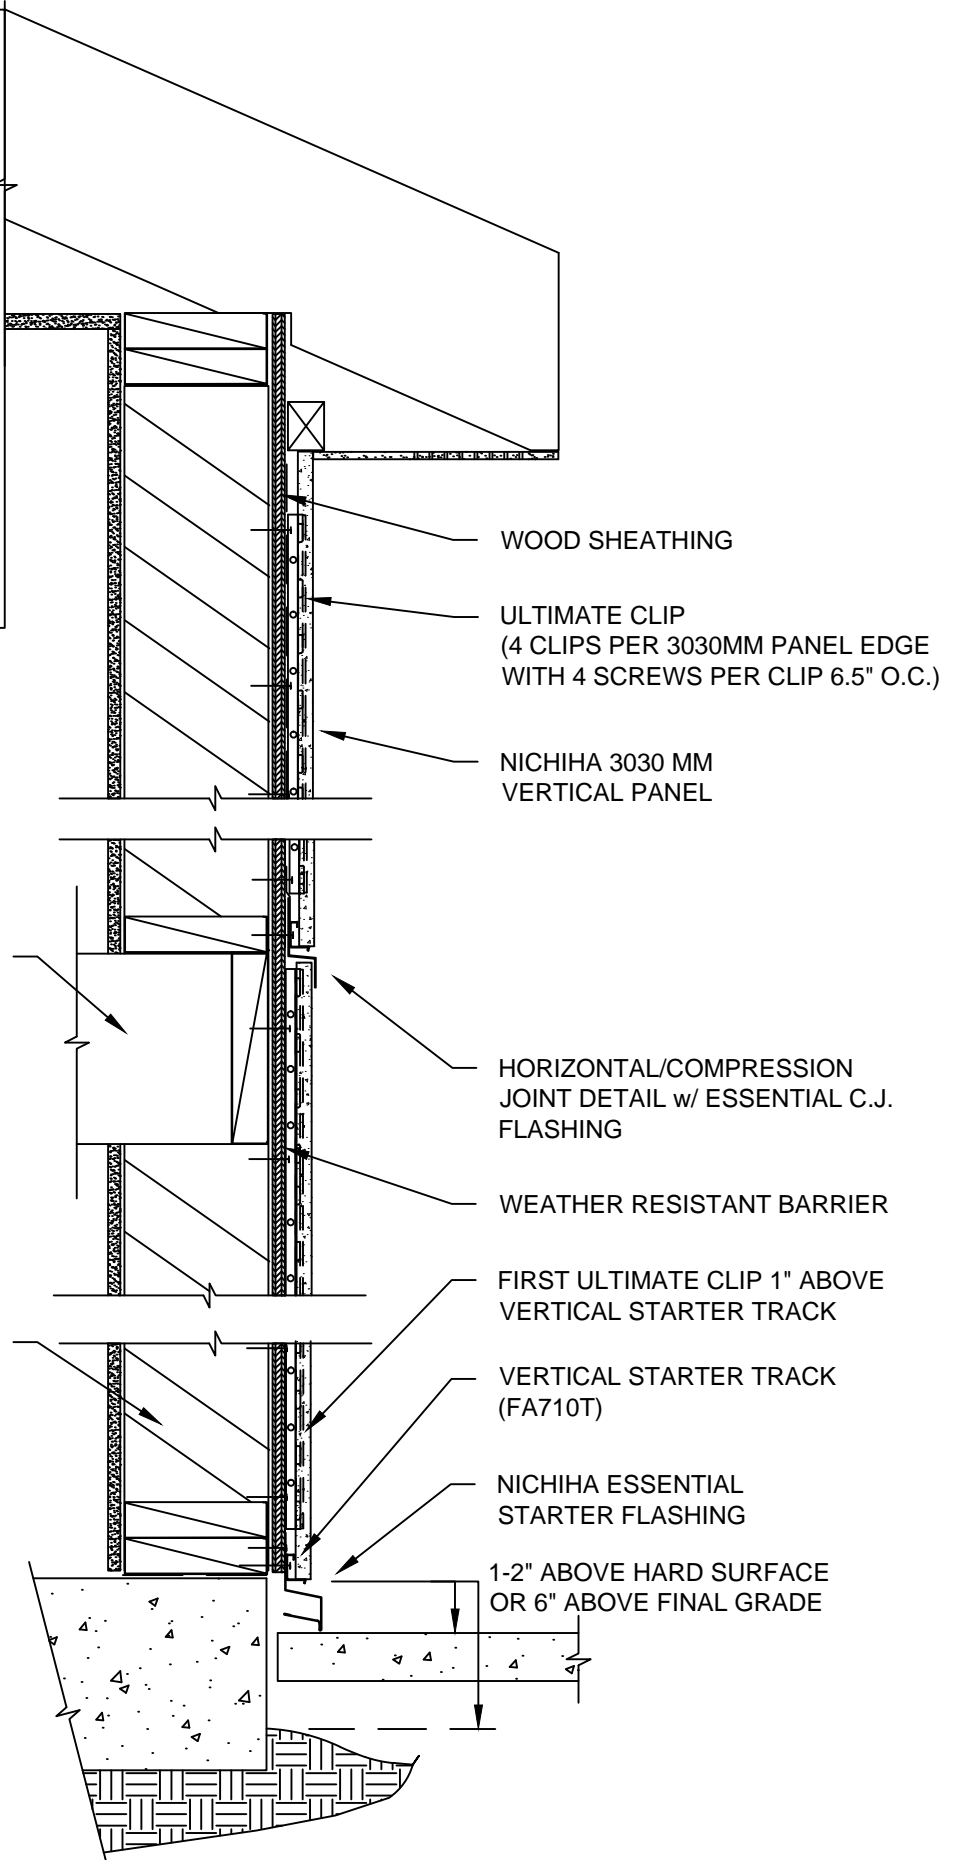 WOOD SHEATHING
ULTIMATE CLIP
(4 CLIPS PER 3030MM PANEL EDGE
WITH 4 SCREWS PER CLIP 6.5" O.C.)
NICHIHA 3030 MM
VERTICAL PANEL
HORIZONTAL/COMPRESSION
JOINT DETAIL w/ ESSENTIAL C.J.
FLASHING
WEATHER RESISTANT BARRIER
FIRST ULTIMATE CLIP 1" ABOVE
VERTICAL STARTER TRACK
VERTICAL STARTER TRACK
(FA710T)
NICHIHA ESSENTIAL
STARTER FLASHING
1-2" ABOVE HARD SURFACE
OR 6" ABOVE FINAL GRADE